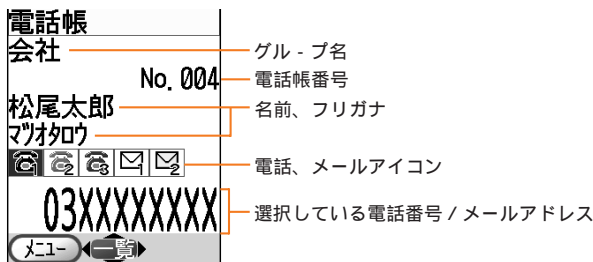 電話帳
会社 グル - プ名
No. 004 電話帳番号
松尾太郎 名前、フリガナ
ﾏﾂｵﾀﾛｳ
1 2 3 1 2 電話、メールアイコン
03XXXXXXXX 選択している電話番号 / メールアドレス
ﾒﾆｭｰ 一覧